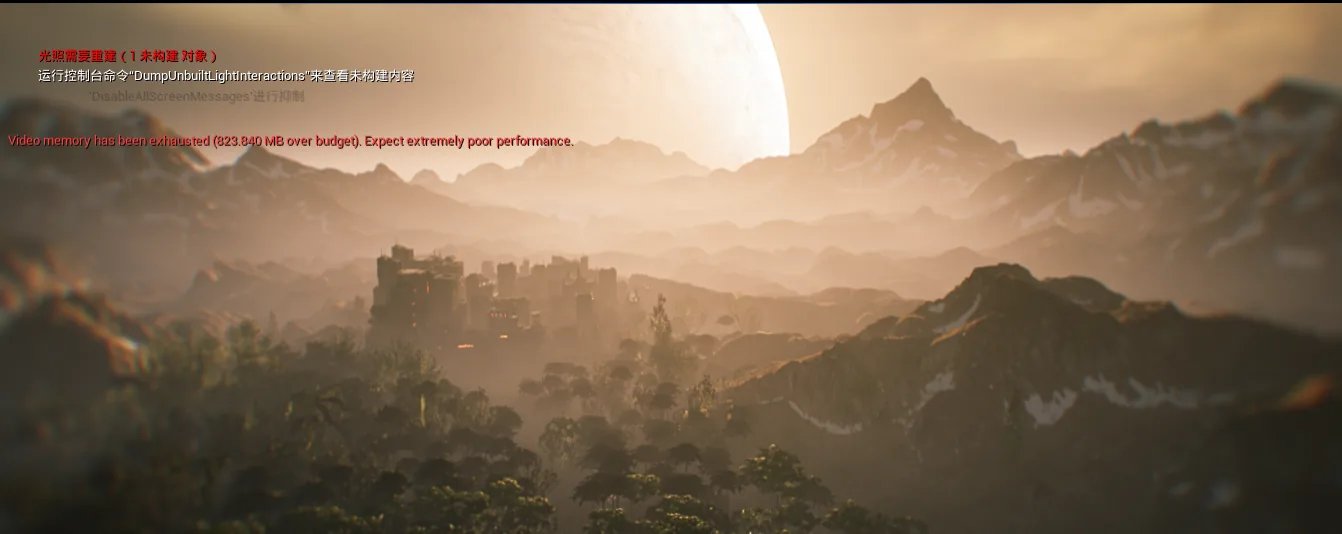 光照需要重建（1 未构建 对象）
运行控制台命令"DumpUnbuiltLightInteractions"来查看未构建内容
'DisableAllScreenMessages'进行抑制
Video memory has been exhausted (823.840 MB over budget). Expect extremely poor performance.